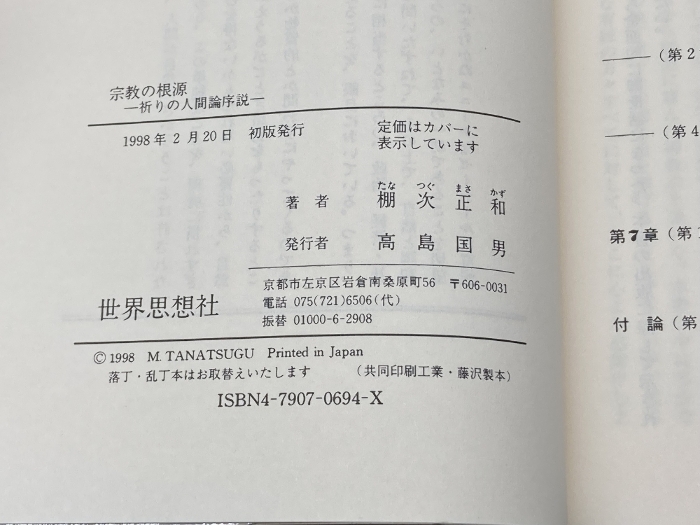 宗教の根源
—祈りの人間論序説—
1998年2月20日 初版発行
定価はカバーに
表示しています
たな つぐ まさ かず
著者 棚次正和
発行者 高島国男
世界思想社
京都市左京区岩倉南桑原町56 〒606-0031
電話 075(721)6506(代)
振替 01000-6-2908
© 1998 M. TANATSUGU Printed in Japan
落丁・乱丁本はお取替えいたします (共同印刷工業・藤沢製本)
ISBN4-7907-0694-X
——(第2
——(第4
第7章(第
付 論(第